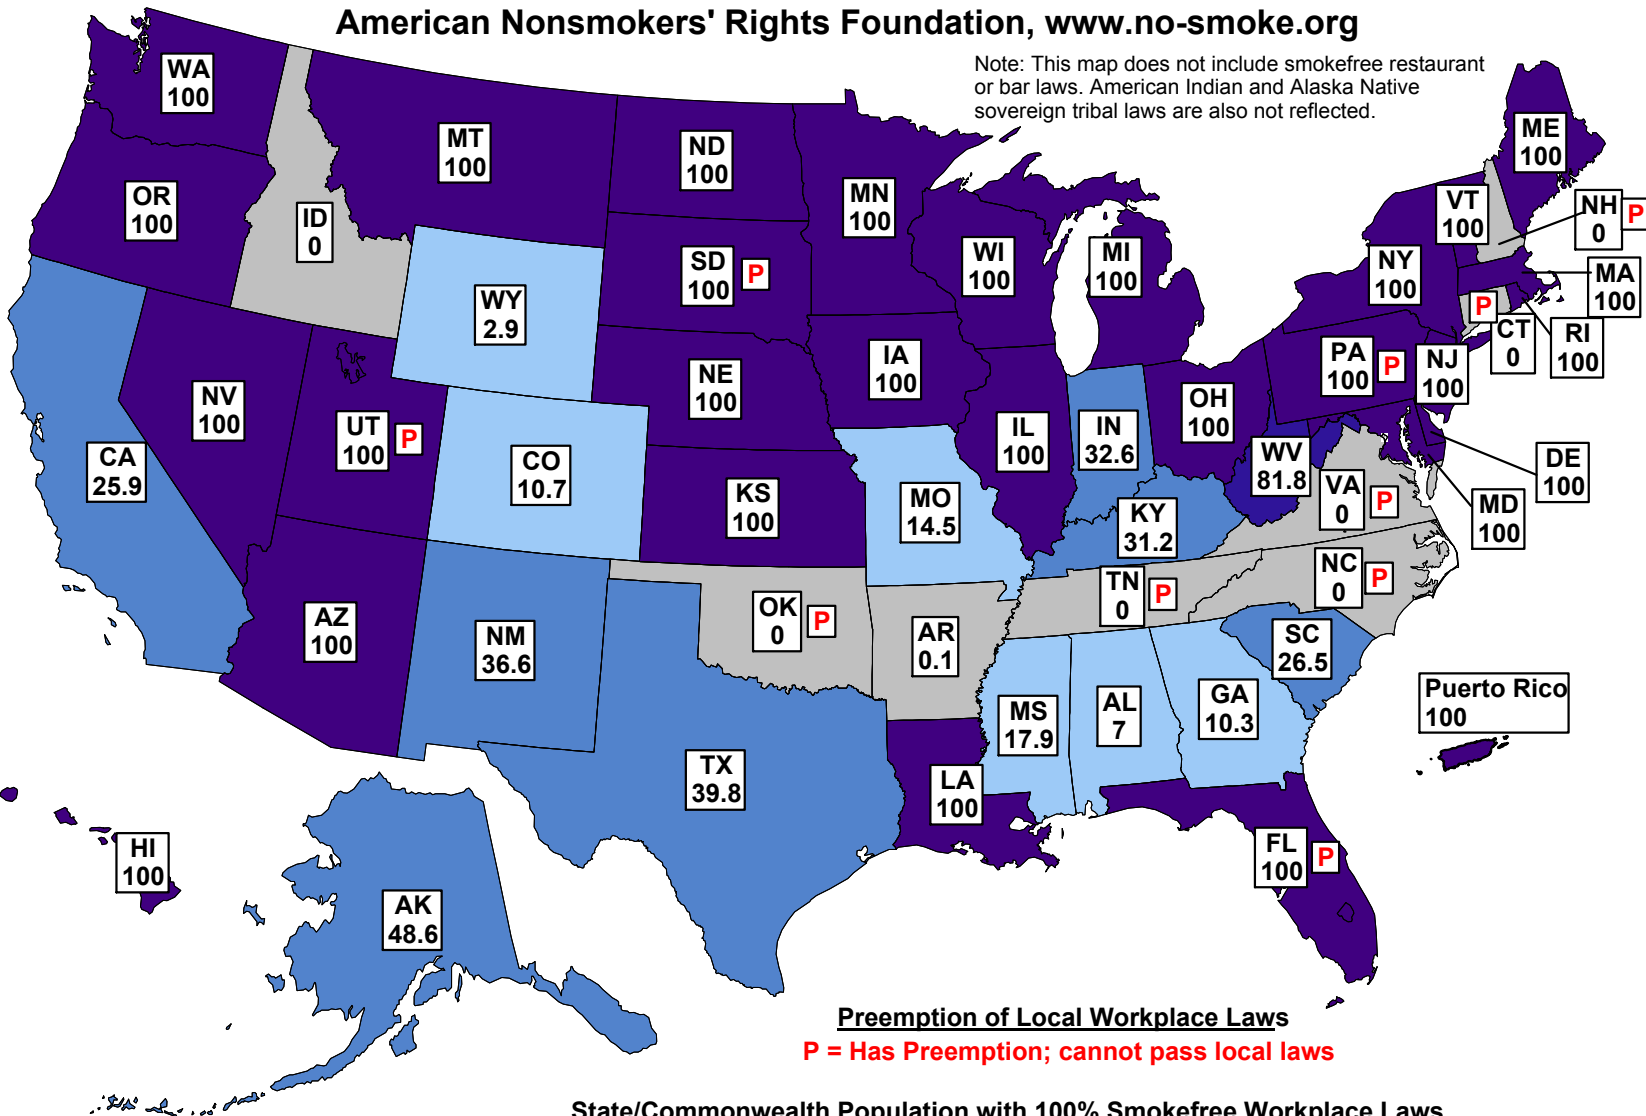 American Nonsmokers' Rights Foundation, www.no-smoke.org
Note: This map does not include smokefree restaurant
or bar laws. American Indian and Alaska Native
sovereign tribal laws are also not reflected.
WA
100
MT
100
ND
100
MN
100
ME
100
OR
100
ID
0
VT
100
NH
0
P
WI
100
MI
100
SD
100
P
NY
100
MA
100
WY
2.9
P
CT
0
RI
100
IA
100
PA
100
P
NJ
100
NE
100
NV
100
UT
100
P
OH
100
IL
100
IN
32.6
CA
25.9
CO
10.7
WV
81.8
DE
100
KS
100
MO
14.5
VA
0
P
MD
100
KY
31.2
TN
0
P
NC
0
P
AZ
100
NM
36.6
OK
0
P
AR
0.1
SC
26.5
Puerto Rico
100
MS
17.9
AL
7
GA
10.3
TX
39.8
LA
100
HI
100
FL
100
P
AK
48.6
Preemption of Local Workplace Laws
P = Has Preemption; cannot pass local laws
State/Commonwealth Population with 100% Smokefree Workplace Laws